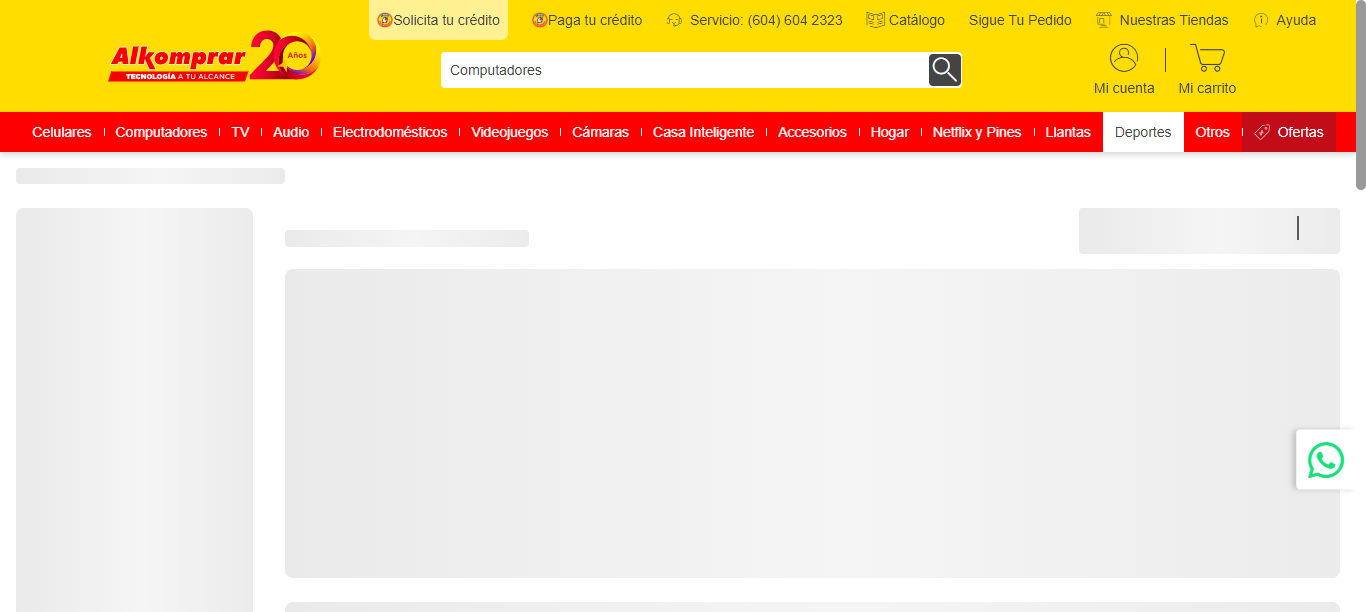 Solicita tu crédito
Paga tu crédito
Servicio: (604) 604 2323
Catálogo
Sigue Tu Pedido
Nuestras Tiendas
Ayuda
Alkomprar 20 Años
TECNOLOGÍA A TU ALCANCE
Computadores
Mi cuenta
Mi carrito
Celulares
Computadores
TV
Audio
Electrodomésticos
Videojuegos
Cámaras
Casa Inteligente
Accesorios
Hogar
Netflix y Pines
Llantas
Deportes
Otros
Ofertas